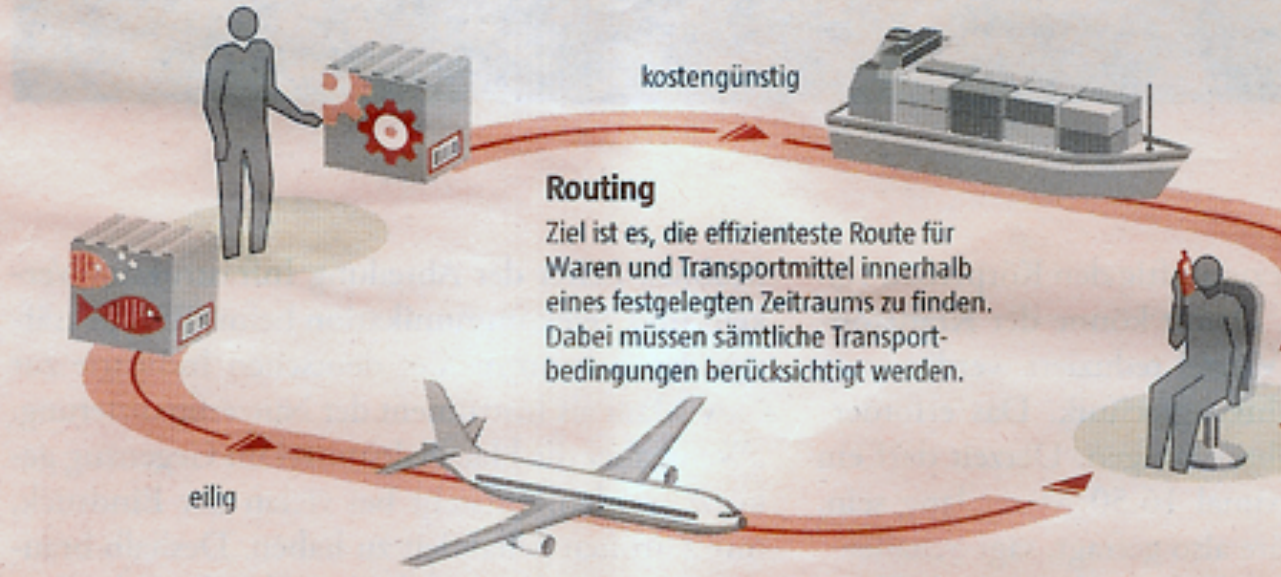 kostengünstig
Routing
Ziel ist es, die effizienteste Route für
Waren und Transportmittel innerhalb
eines festgelegten Zeitraums zu finden.
Dabei müssen sämtliche Transport-
bedingungen berücksichtigt werden.
eilig